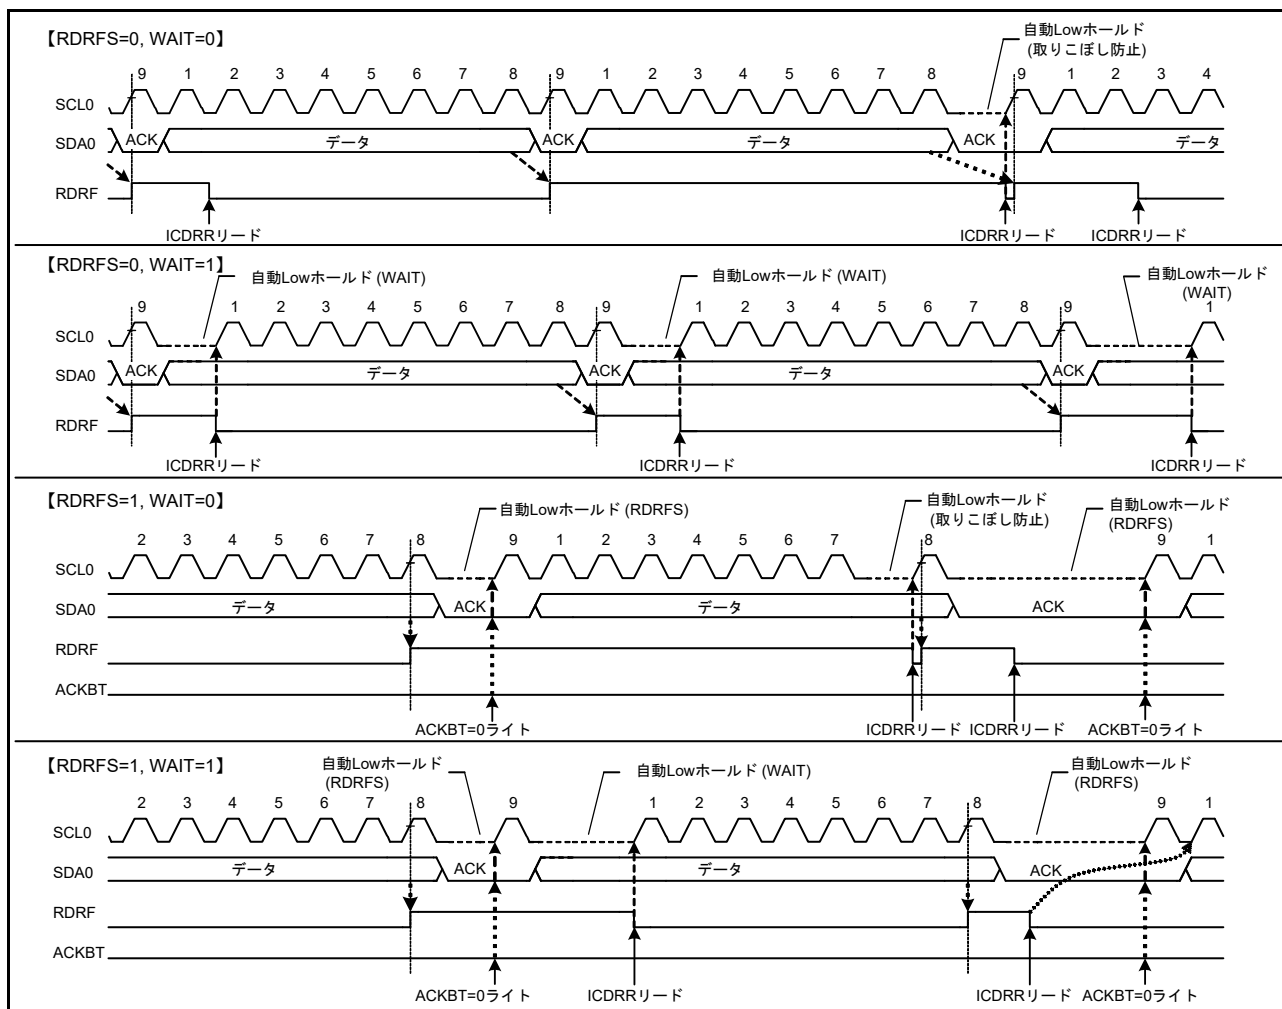 【RDRFS=0, WAIT=0】
自動Lowホールド
(取りこぼし防止)
9 1 2 3 4 5 6 7 8 9 1 2 3 4 5 6 7 8 9 1 2 3 4
SCL0
SDA0 ACK データ ACK データ ACK データ
RDRF
ICDRRリード ICDRRリード ICDRRリード
【RDRFS=0, WAIT=1】
自動Lowホールド (WAIT) 自動Lowホールド (WAIT) 自動Lowホールド
(WAIT)
9 1 2 3 4 5 6 7 8 9 1 2 3 4 5 6 7 8 9 1
SCL0
SDA0 ACK データ ACK データ ACK
RDRF
ICDRRリード ICDRRリード ICDRRリード
【RDRFS=1, WAIT=0】
自動Lowホールド (RDRFS) 自動Lowホールド
(取りこぼし防止)
自動Lowホールド
(RDRFS)
2 3 4 5 6 7 8 9 1 2 3 4 5 6 7 8 9 1
SCL0
SDA0 データ ACK データ ACK
RDRF
ACKBT
ACKBT=0ライト ICDRRリード ICDRRリード ACKBT=0ライト
【RDRFS=1, WAIT=1】
自動Lowホールド
(RDRFS)
自動Lowホールド (WAIT)
自動Lowホールド
(RDRFS)
2 3 4 5 6 7 8 9 1 2 3 4 5 6 7 8 9 1
SCL0
SDA0 データ ACK データ ACK
RDRF
ACKBT
ACKBT=0ライト ICDRRリード ICDRRリード ACKBT=0ライト